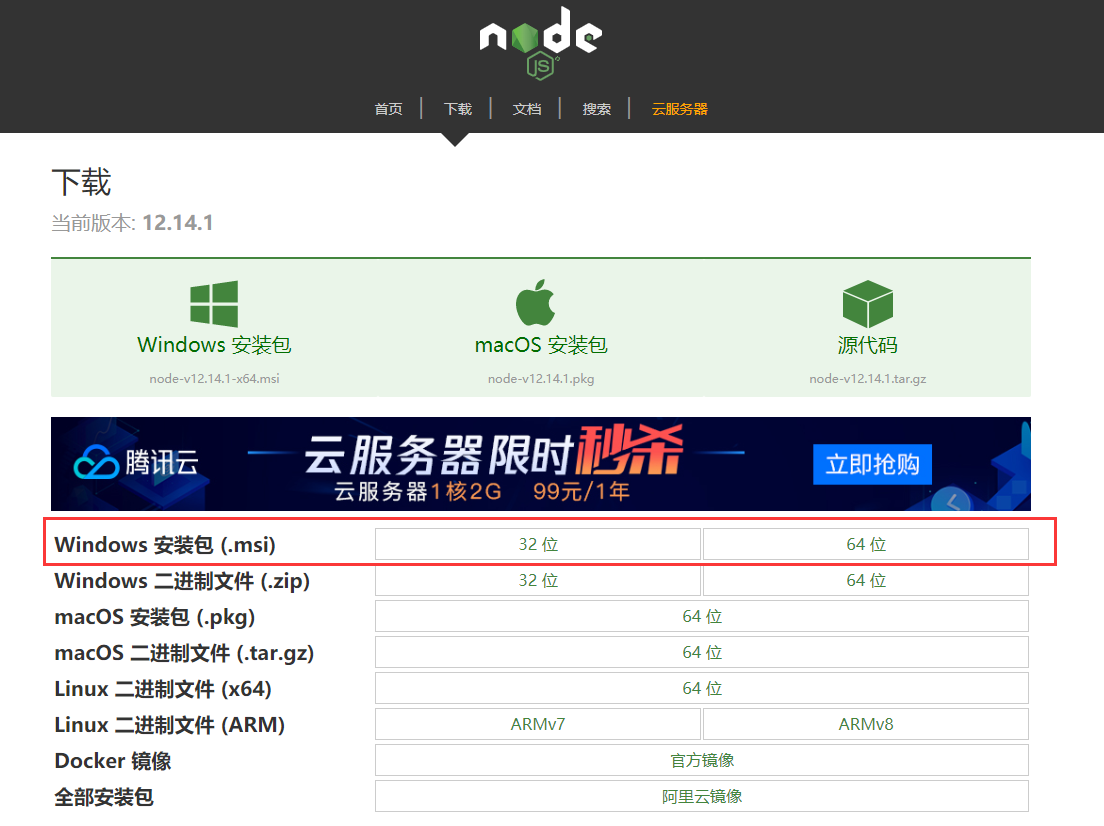 node
JS
首页 下载 文档 搜索 云服务器
下载
当前版本: 12.14.1
Windows 安装包 macOS 安装包 源代码
node-v12.14.1-x64.msi node-v12.14.1.pkg node-v12.14.1.tar.gz
腾讯云 云服务器限时秒杀 立即抢购
云服务器1核2G 99元/1年
Windows 安装包 (.msi) 32 位 64 位
Windows 二进制文件 (.zip) 32 位 64 位
macOS 安装包 (.pkg) 64 位
macOS 二进制文件 (.tar.gz) 64 位
Linux 二进制文件 (x64) 64 位
Linux 二进制文件 (ARM) ARMv7 ARMv8
Docker 镜像 官方镜像
全部安装包 阿里云镜像